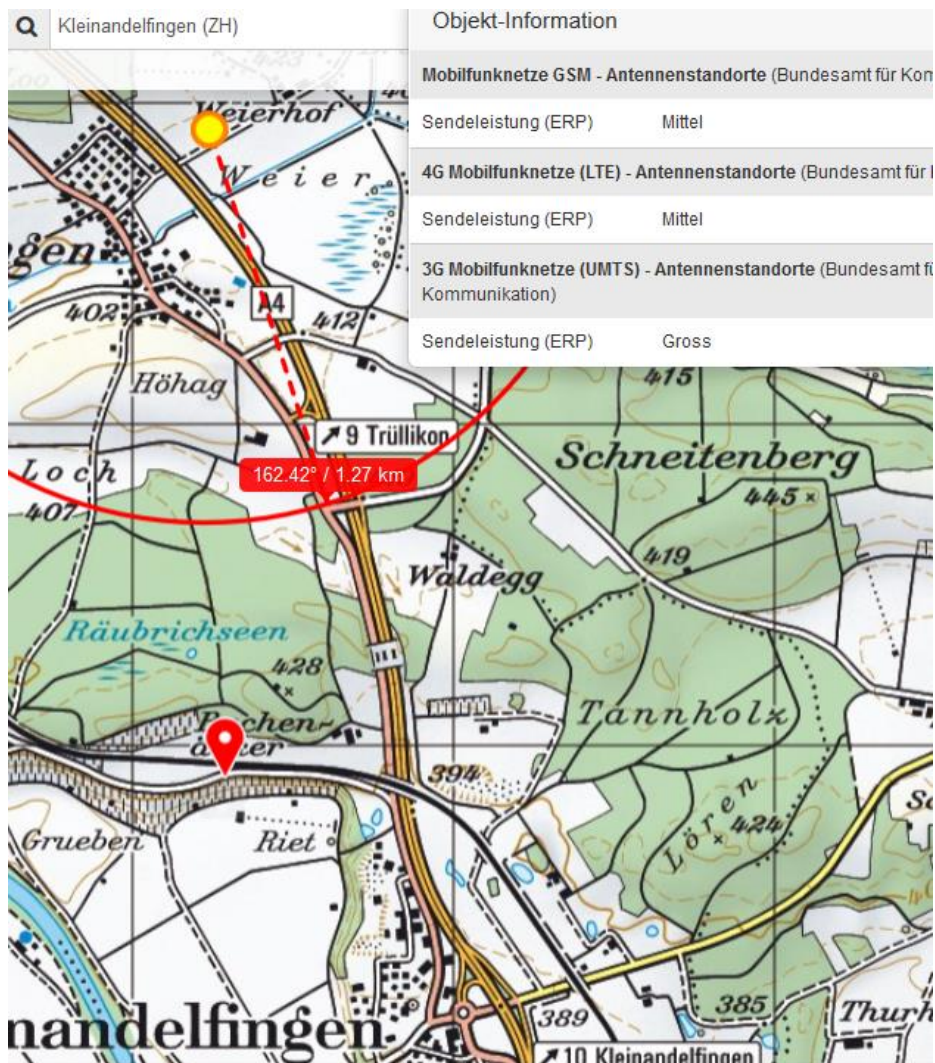 Kleinandelfingen (ZH)
Objekt-Information
Mobilfunknetze GSM - Antennenstandorte (Bundesamt für Kom
Sendeleistung (ERP) Mittel
4G Mobilfunknetze (LTE) - Antennenstandorte (Bundesamt für
Sendeleistung (ERP) Mittel
3G Mobilfunknetze (UMTS) - Antennenstandorte (Bundesamt fü
Kommunikation)
Sendeleistung (ERP) Gross
423
Weierhof
Weier
gen
A4
402
412
Höhag
415
9 Trüllikon
Schneitenberg
162.42° / 1.27 km
Loch
445
407
419
Waldegg
Räubrichseen
428
Tannholz
394
Lören
424
Grueben
Riet
385
389
Thurh
nandelfingen
10 Kleinandelfingen